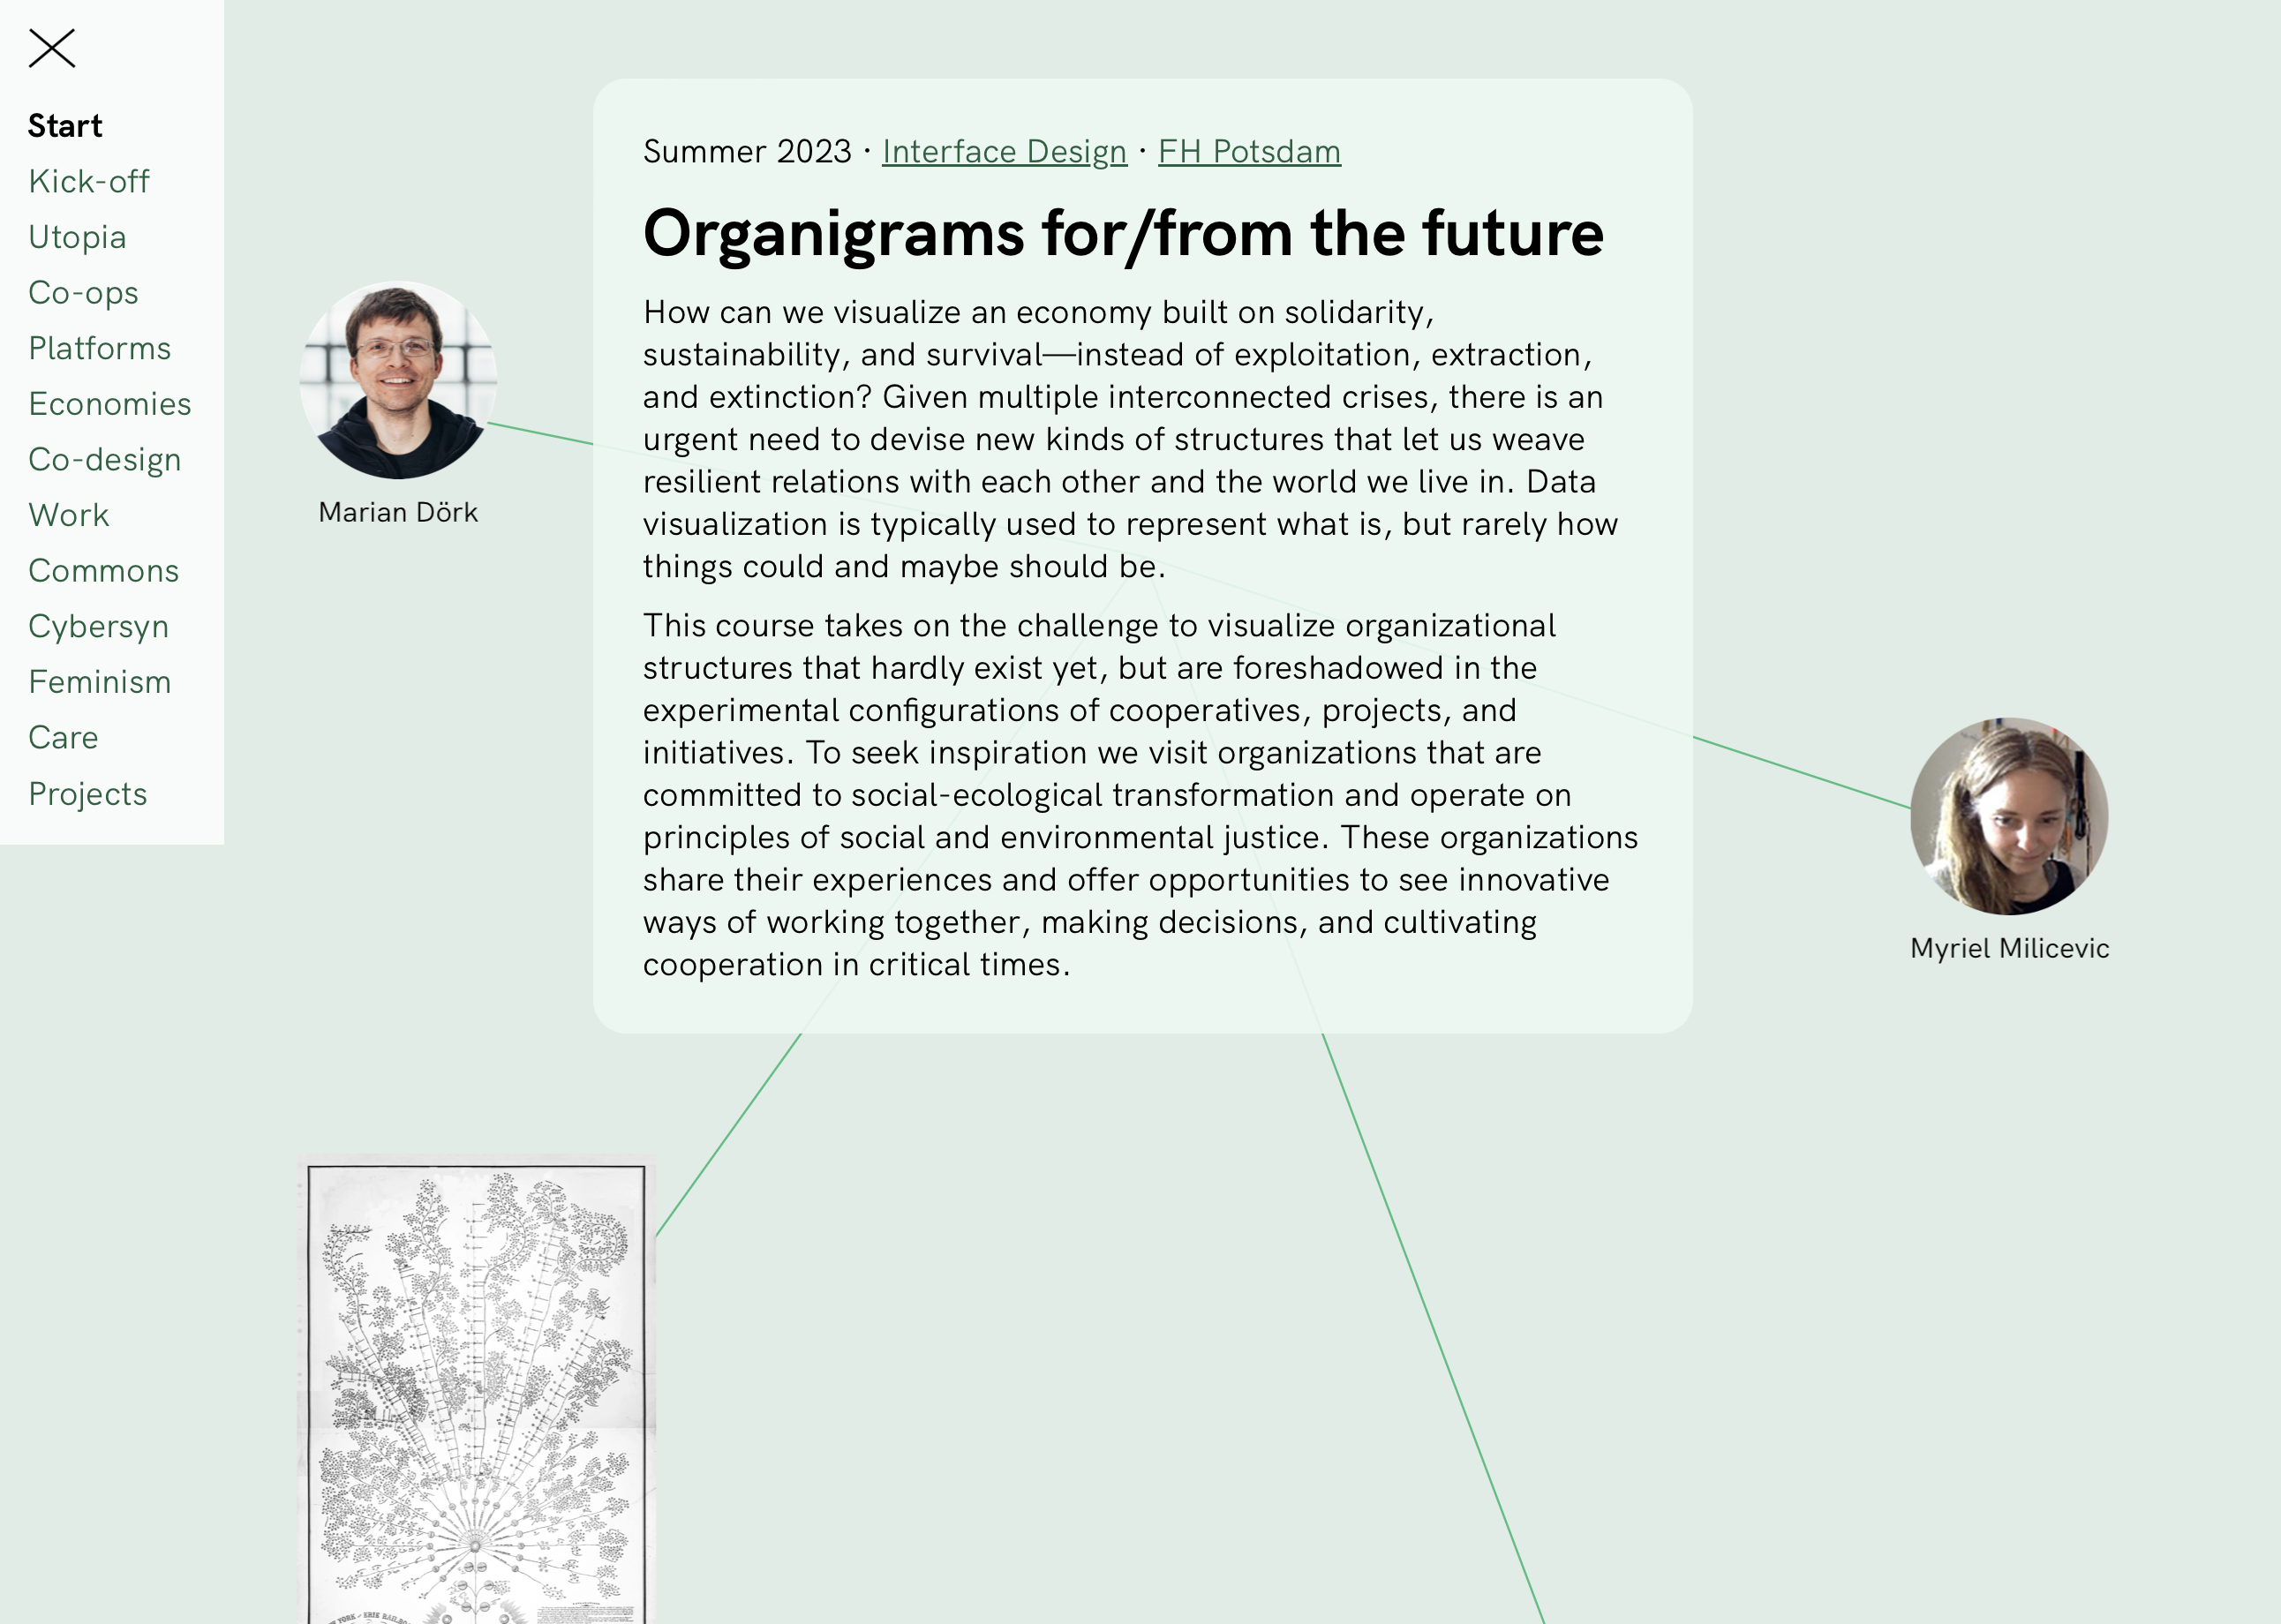 Start
Kick-off
Utopia
Co-ops
Platforms
Economies
Co-design
Work
Commons
Cybersyn
Feminism
Care
Projects
Summer 2023 · Interface Design · FH Potsdam
Organigrams for/from the future
How can we visualize an economy built on solidarity,
sustainability, and survival—instead of exploitation, extraction,
and extinction? Given multiple interconnected crises, there is an
urgent need to devise new kinds of structures that let us weave
resilient relations with each other and the world we live in. Data
visualization is typically used to represent what is, but rarely how
things could and maybe should be.
This course takes on the challenge to visualize organizational
structures that hardly exist yet, but are foreshadowed in the
experimental configurations of cooperatives, projects, and
initiatives. To seek inspiration we visit organizations that are
committed to social-ecological transformation and operate on
principles of social and environmental justice. These organizations
share their experiences and offer opportunities to see innovative
ways of working together, making decisions, and cultivating
cooperation in critical times.
Marian Dörk
Myriel Milicevic
YORK
ERIE